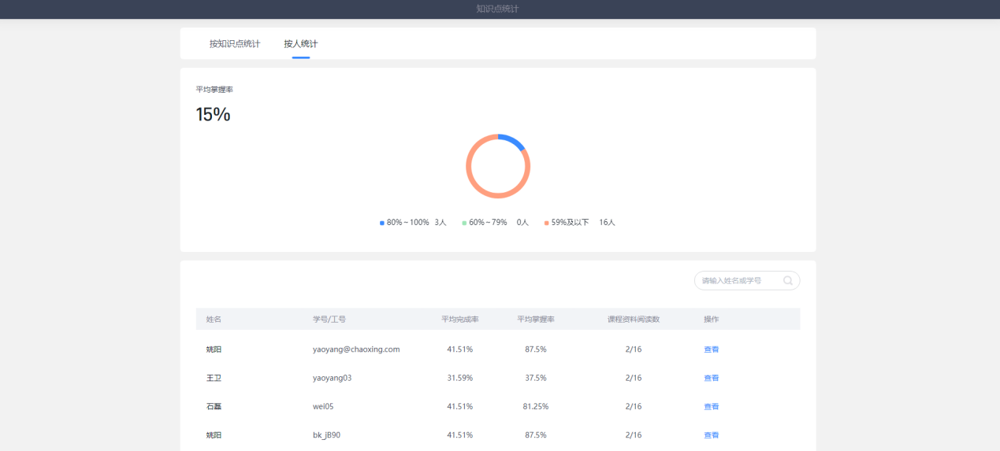 知识点统计
按知识点统计 按人统计
平均掌握率
15%
80%~100% 3人 60%~79% 0人 59%及以下 16人
请输入姓名或学号
姓名 学号/工号 平均完成率 平均掌握率 课程资料阅读数 操作
姚阳 yaoyang@chaoxing.com 41.51% 87.5% 2/16 查看
王卫 yaoyang03 31.59% 37.5% 2/16 查看
石磊 wei05 41.51% 81.25% 2/16 查看
姚阳 bk_jB90 41.51% 87.5% 2/16 查看